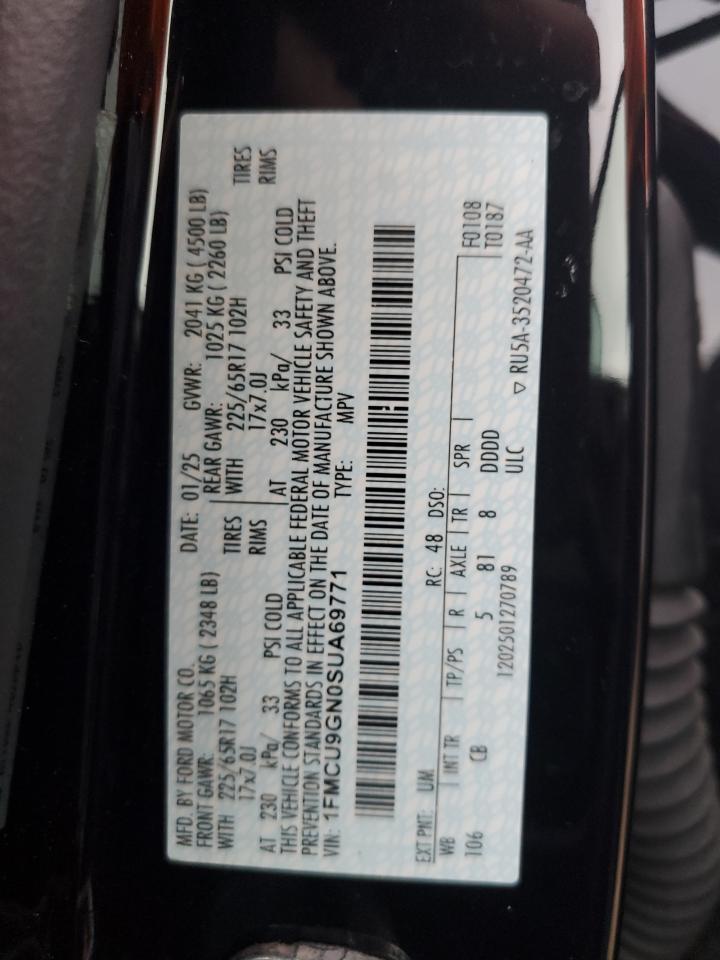 MFD. BY FORD MOTOR CO.
DATE: 01/25 GVWR: 2041 KG ( 4500 LB)
FRONT GAWR: 1065 KG ( 2348 LB) REAR GAWR: 1025 KG ( 2260 LB)
WITH 225/65R17 102H TIRES WITH 225/65R17 102H TIRES
17x7.0J RIMS 17x7.0J RIMS
AT 230 kPa/ 33 PSI COLD AT 230 kPa/ 33 PSI COLD
THIS VEHICLE CONFORMS TO ALL APPLICABLE FEDERAL MOTOR VEHICLE SAFETY AND THEFT
PREVENTION STANDARDS IN EFFECT ON THE DATE OF MANUFACTURE SHOWN ABOVE.
VIN: 1FMCU9GN0SUA69771 TYPE: MPV
EXT PNT: UM RC: 48 DSO:
WB INT TR TP/PS R AXLE TR SPR F0108
106 CB 5 81 8 DDDD T0187
1202501270789 ULC
▽ RU5A-3520472-AA